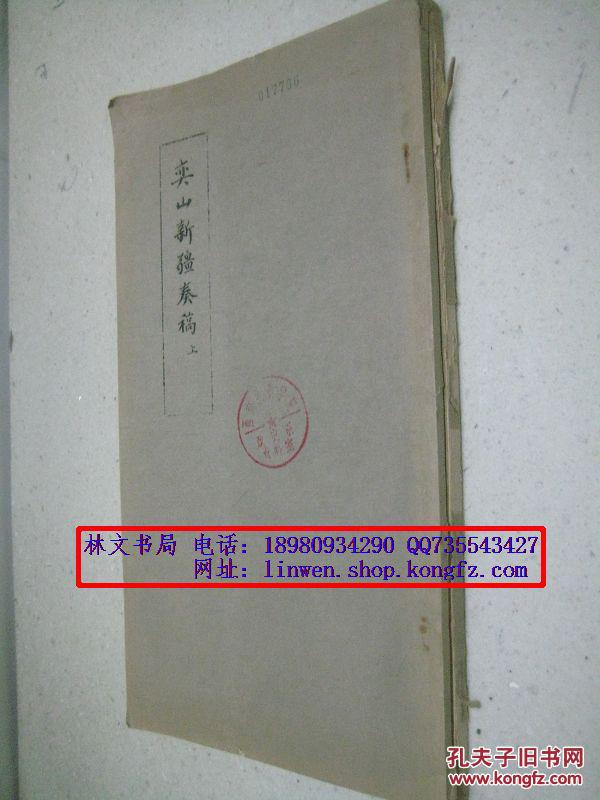 017766
奕山新疆奏稿 上
林文书局 电话：18980934290 QQ735543427
网址：linwen.shop.kongfz.com
孔夫子旧书网
www.kongfz.com